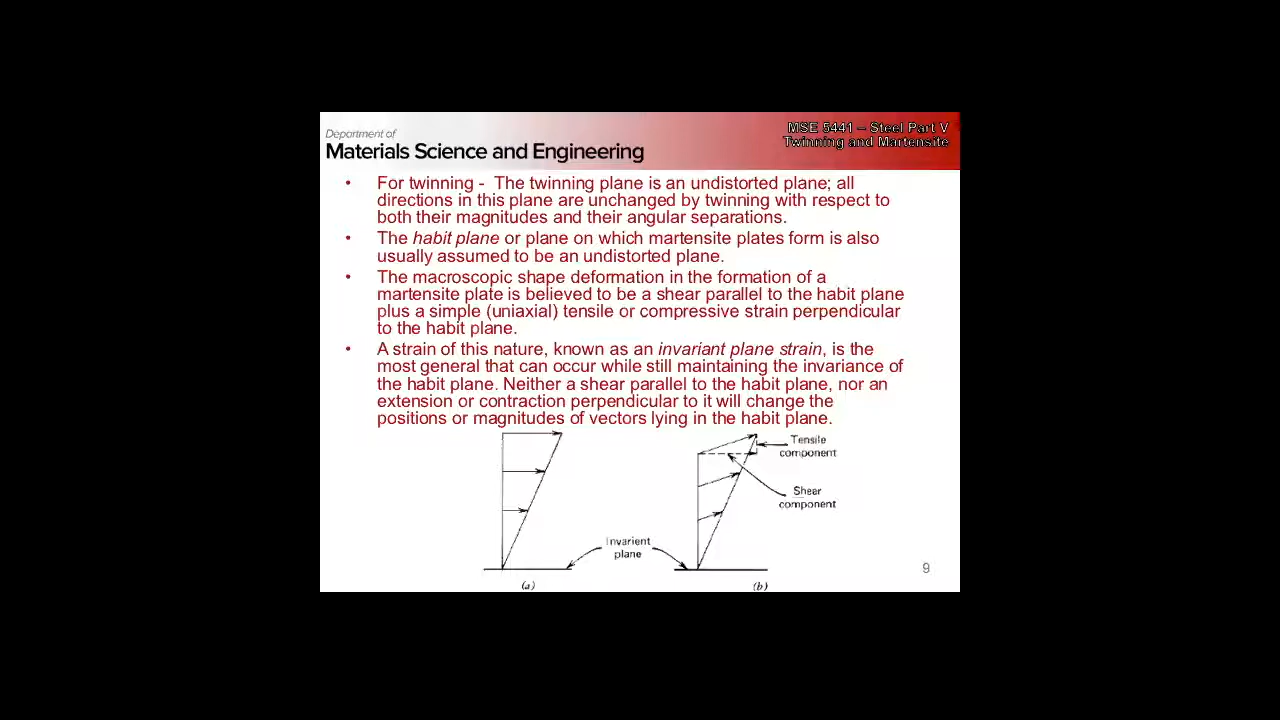 Department of
Materials Science and Engineering
MSE 5441 – Steel Part V
Twinning and Martensite
• For twinning - The twinning plane is an undistorted plane; all
directions in this plane are unchanged by twinning with respect to
both their magnitudes and their angular separations.
• The habit plane or plane on which martensite plates form is also
usually assumed to be an undistorted plane.
• The macroscopic shape deformation in the formation of a
martensite plate is believed to be a shear parallel to the habit plane
plus a simple (uniaxial) tensile or compressive strain perpendicular
to the habit plane.
• A strain of this nature, known as an invariant plane strain, is the
most general that can occur while still maintaining the invariance of
the habit plane. Neither a shear parallel to the habit plane, nor an
extension or contraction perpendicular to it will change the
positions or magnitudes of vectors lying in the habit plane.
Tensile
component
Shear
component
Invarient
plane
(a)
(b)
9